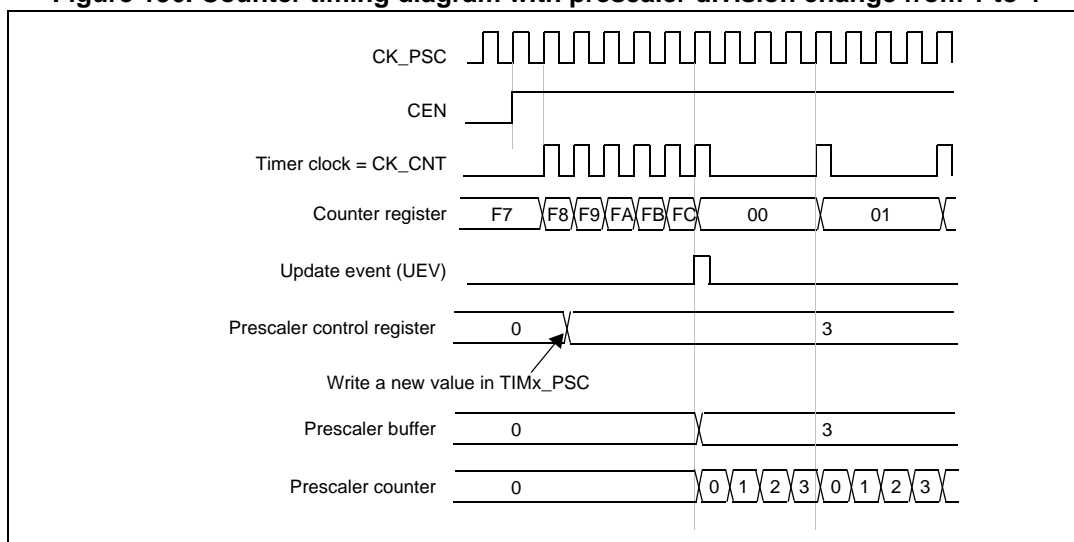 Figure Counter timing diagram with prescaler division change from 1 to 4
CK_PSC
CEN
Timer clock = CK_CNT
Counter register F7 F8 F9 FA FB FC 00 01
Update event (UEV)
Prescaler control register 0 3
Write a new value in TIMx_PSC
Prescaler buffer 0 3
Prescaler counter 0 0 1 2 3 0 1 2 3